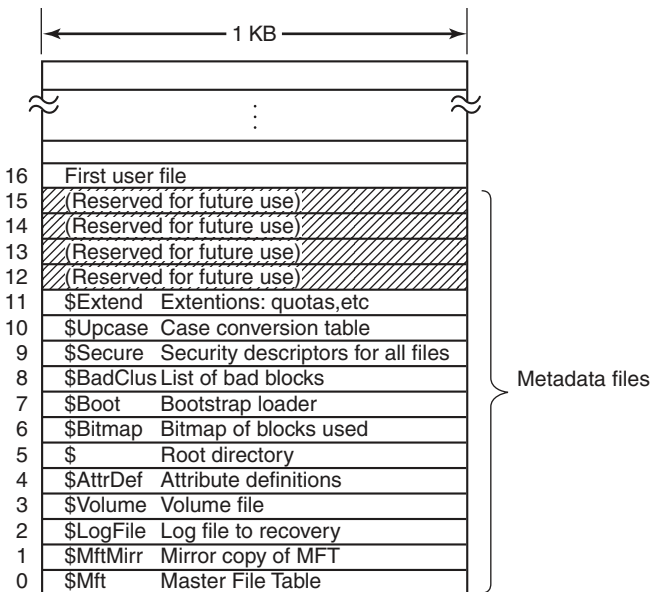 1 KB
16 First user file
15 (Reserved for future use)
14 (Reserved for future use)
13 (Reserved for future use)
12 (Reserved for future use)
11 $Extend Extentions: quotas,etc
10 $Upcase Case conversion table
9 $Secure Security descriptors for all files
8 $BadClus List of bad blocks
7 $Boot Bootstrap loader
6 $Bitmap Bitmap of blocks used
5 $ Root directory
4 $AttrDef Attribute definitions
3 $Volume Volume file
2 $LogFile Log file to recovery
1 $MftMirr Mirror copy of MFT
0 $Mft Master File Table
Metadata files